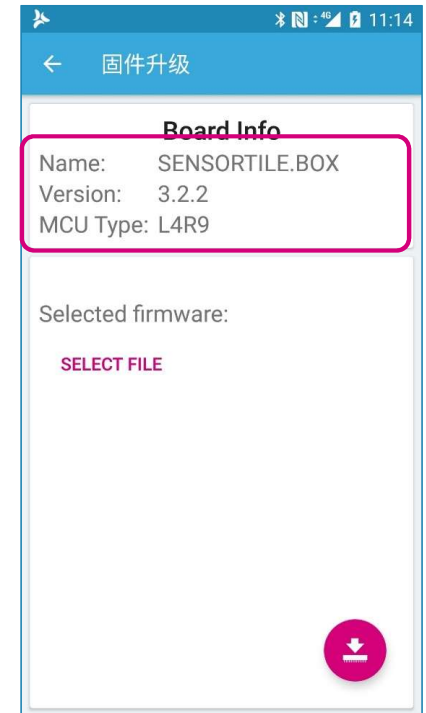 4G 11:14
固件升级
Board Info
Name: SENSORTILE.BOX
Version: 3.2.2
MCU Type: L4R9
Selected firmware:
SELECT FILE